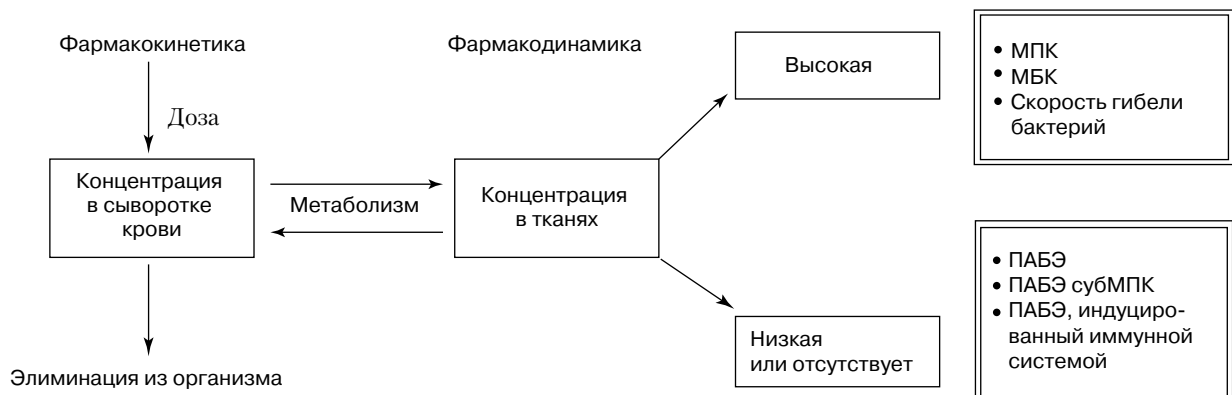 Фармакокинетика
Доза
Концентрация
в сыворотке
крови
Элиминация из организма
Метаболизм
Фармакодинамика
Концентрация
в тканях
Высокая
Низкая
или отсутствует
• МПК
• МБК
• Скорость гибели
бактерий
• ПАБЭ
• ПАБЭ субМПК
• ПАБЭ, индуциро-
ванный иммунной
системой